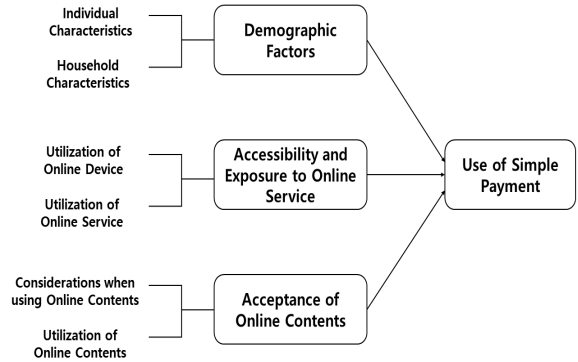 Individual
Characteristics
Household
Characteristics
Demographic
Factors
Utilization of
Online Device
Utilization of
Online Service
Accessibility and
Exposure to Online
Service
Considerations when
using Online Contents
Utilization of
Online Contents
Acceptance of
Online Contents
Use of Simple
Payment